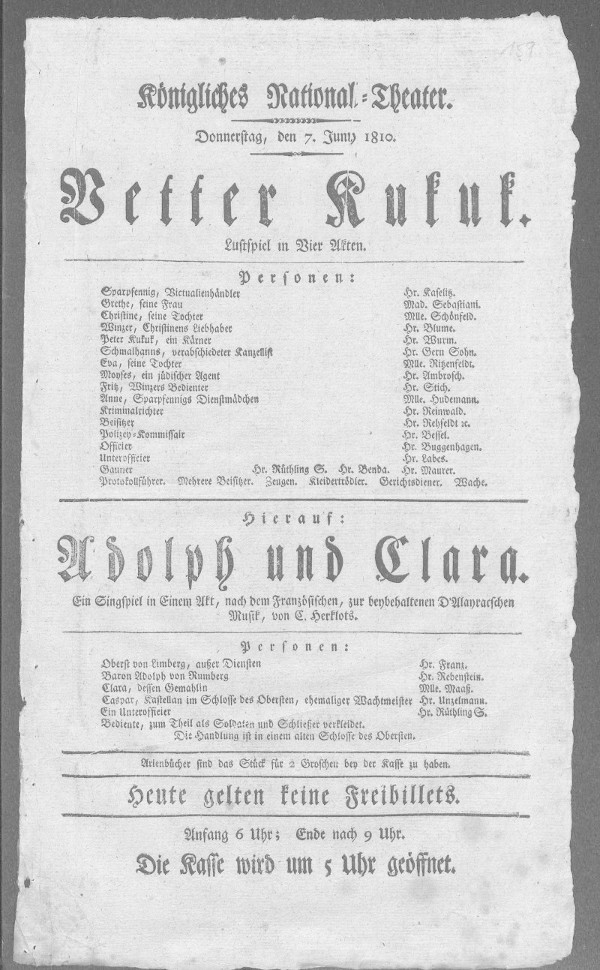 Königliches National-Theater.
Donnerstag, den 7. Juny 1810.
Vetter Kukuk.
Lustspiel in Vier Akten.
Personen:
Sparpfennig, Victualienhändler Hr. Kaselitz.
Grethe, seine Frau Mad. Sebastiani.
Christine, seine Tochter Mlle. Schönfeld.
Winzer, Christinens Liebhaber Hr. Blume.
Peter Kukuk, ein Kärner Hr. Wurm.
Schmalhanns, verabschiedeter Kanzellist Hr. Gern Sohn.
Eva, seine Tochter Mlle. Ritzenfeldt.
Moyses, ein jüdischer Agent Hr. Ambrosch.
Fritz, Winzers Bedienter Hr. Stich.
Anne, Sparpfennigs Dienstmädchen Mlle. Hudemann.
Kriminalrichter Hr. Reinwald.
Beisitzer Hr. Rehfeldt ꝛc.
Polizey-Kommissair Hr. Bessel.
Officier Hr. Buggenhagen.
Unterofficier Hr. Labes.
Gauner Hr. Rüthling S. Hr. Benda. Hr. Maurer.
Protokollführer. Mehrere Beisitzer. Zeugen. Kleidertrödler. Gerichtsdiener. Wache.
Hierauf:
Adolph und Clara.
Ein Singspiel in Einem Akt, nach dem Französischen, zur beybehaltenen D'Alayracschen
Musik, von C. Herklots.
Personen:
Oberst von Limberg, außer Diensten Hr. Franz.
Baron Adolph von Rumberg Hr. Rebenstein.
Clara, dessen Gemahlin Mlle. Maaß.
Caspar, Kastellan im Schlosse des Obersten, ehemaliger Wachtmeister Hr. Unzelmann.
Ein Unterofficier Hr. Rüthling S.
Bediente, zum Theil als Soldaten und Schließer verkleidet.
Die Handlung ist in einem alten Schlosse des Obersten.
Arienbücher sind das Stück für 2 Groschen bey der Kasse zu haben.
Heute gelten keine Freibillets.
Anfang 6 Uhr; Ende nach 9 Uhr.
Die Kasse wird um 5 Uhr geöffnet.